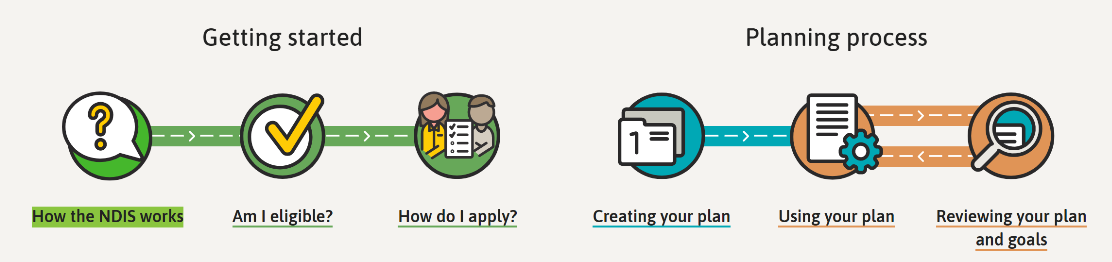 Getting started
How the NDIS works
Am I eligible?
How do I apply?
Planning process
1
Creating your plan
Using your plan
Reviewing your plan
and goals